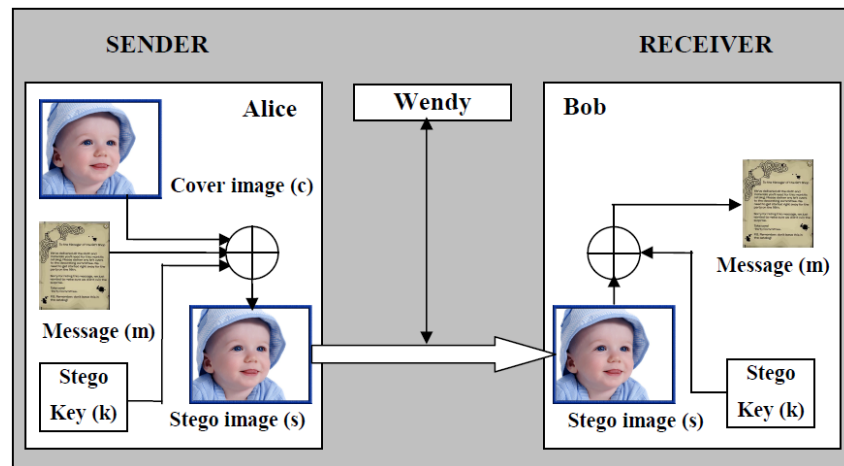 SENDER
RECEIVER
Alice
Wendy
Bob
Cover image (c)
Message (m)
Message (m)
Stego
Key (k)
Stego image (s)
Stego image (s)
Stego
Key (k)